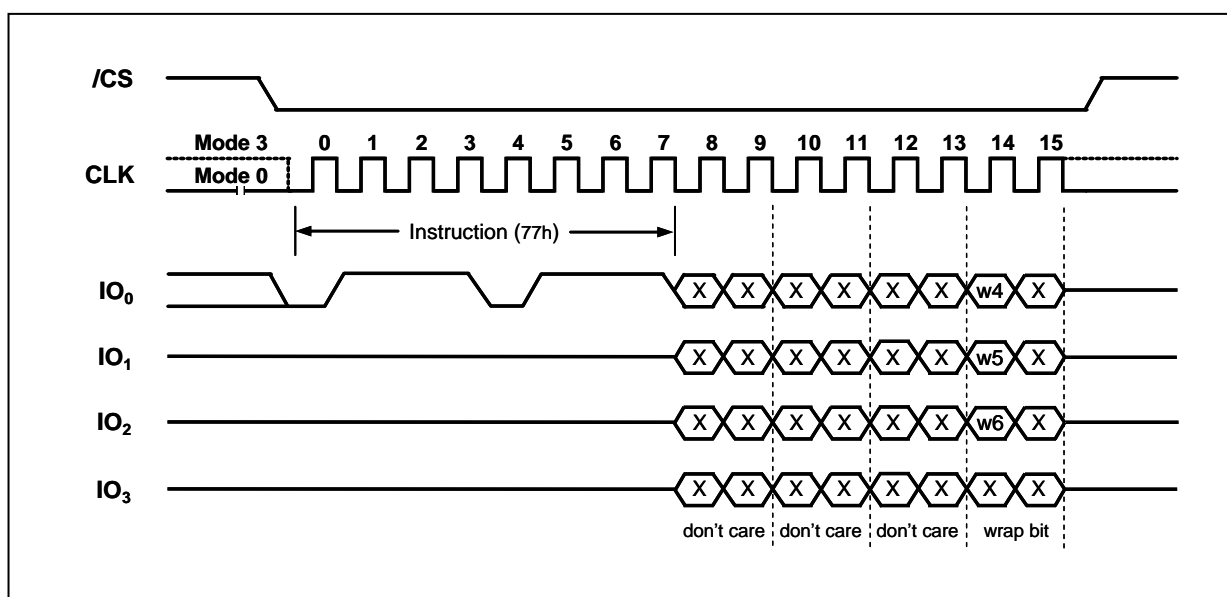 /CS
Mode 3 0 1 2 3 4 5 6 7 8 9 10 11 12 13 14 15
CLK Mode 0
Instruction (77h)
IO0 X X X X X X w4 X
IO1 X X X X X X w5 X
IO2 X X X X X X w6 X
IO3 X X X X X X X X
don't care don't care don't care wrap bit